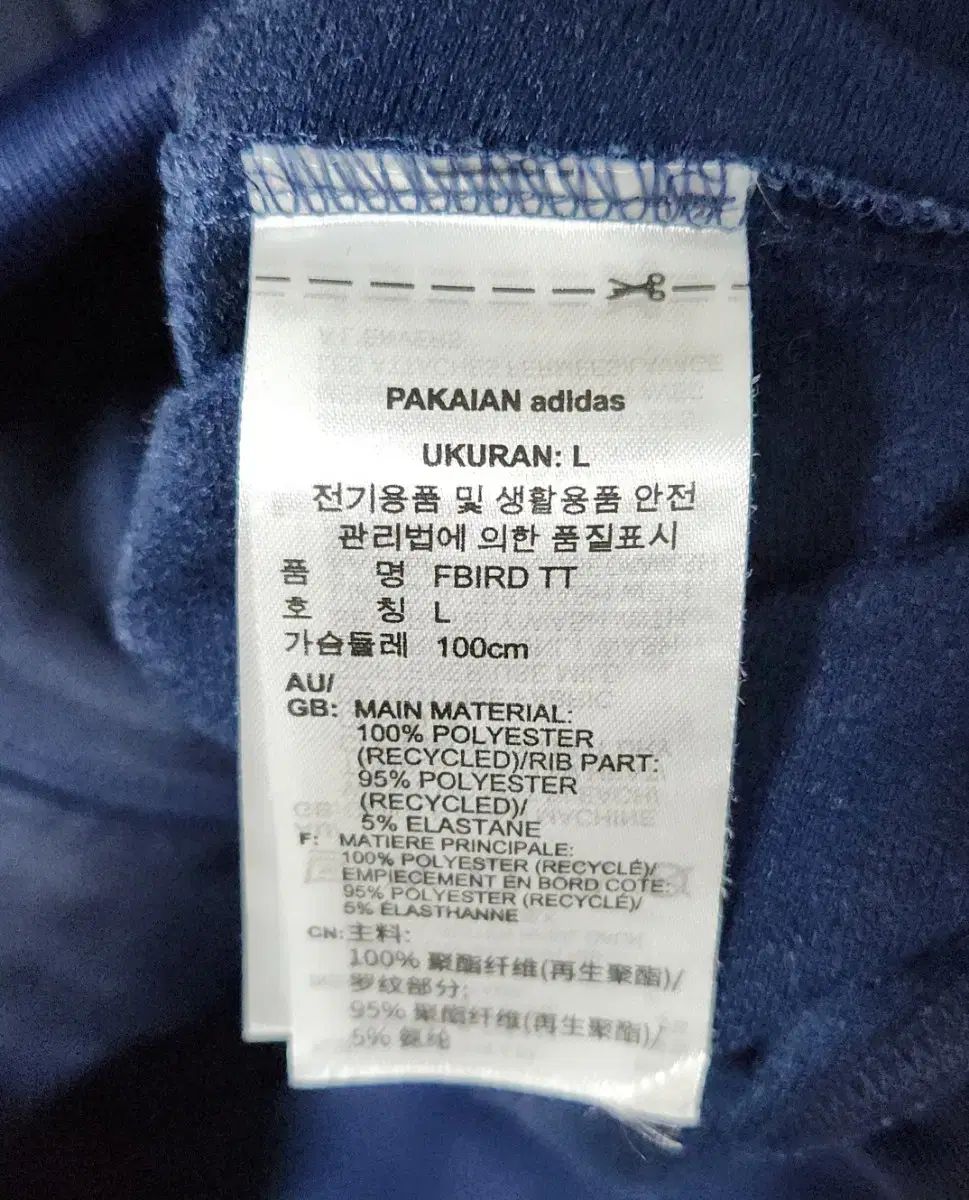 PAKAIAN adidas
UKURAN: L
전기용품 및 생활용품 안전
관리법에 의한 품질표시
품 명 FBIRD TT
호 칭 L
가슴둘레 100cm
AU/
GB: MAIN MATERIAL:
100% POLYESTER
(RECYCLED)/RIB PART:
95% POLYESTER
(RECYCLED)/
5% ELASTANE
F: MATIERE PRINCIPALE:
100% POLYESTER (RECYCLÉ)/
EMPIECEMENT EN BORD COTE:
95% POLYESTER (RECYCLÉ)/
5% ÉLASTHANNE
CN: 主料:
100% 聚酯纤维(再生聚酯)/
罗纹部分:
95% 聚酯纤维(再生聚酯)/
5% 氨纶